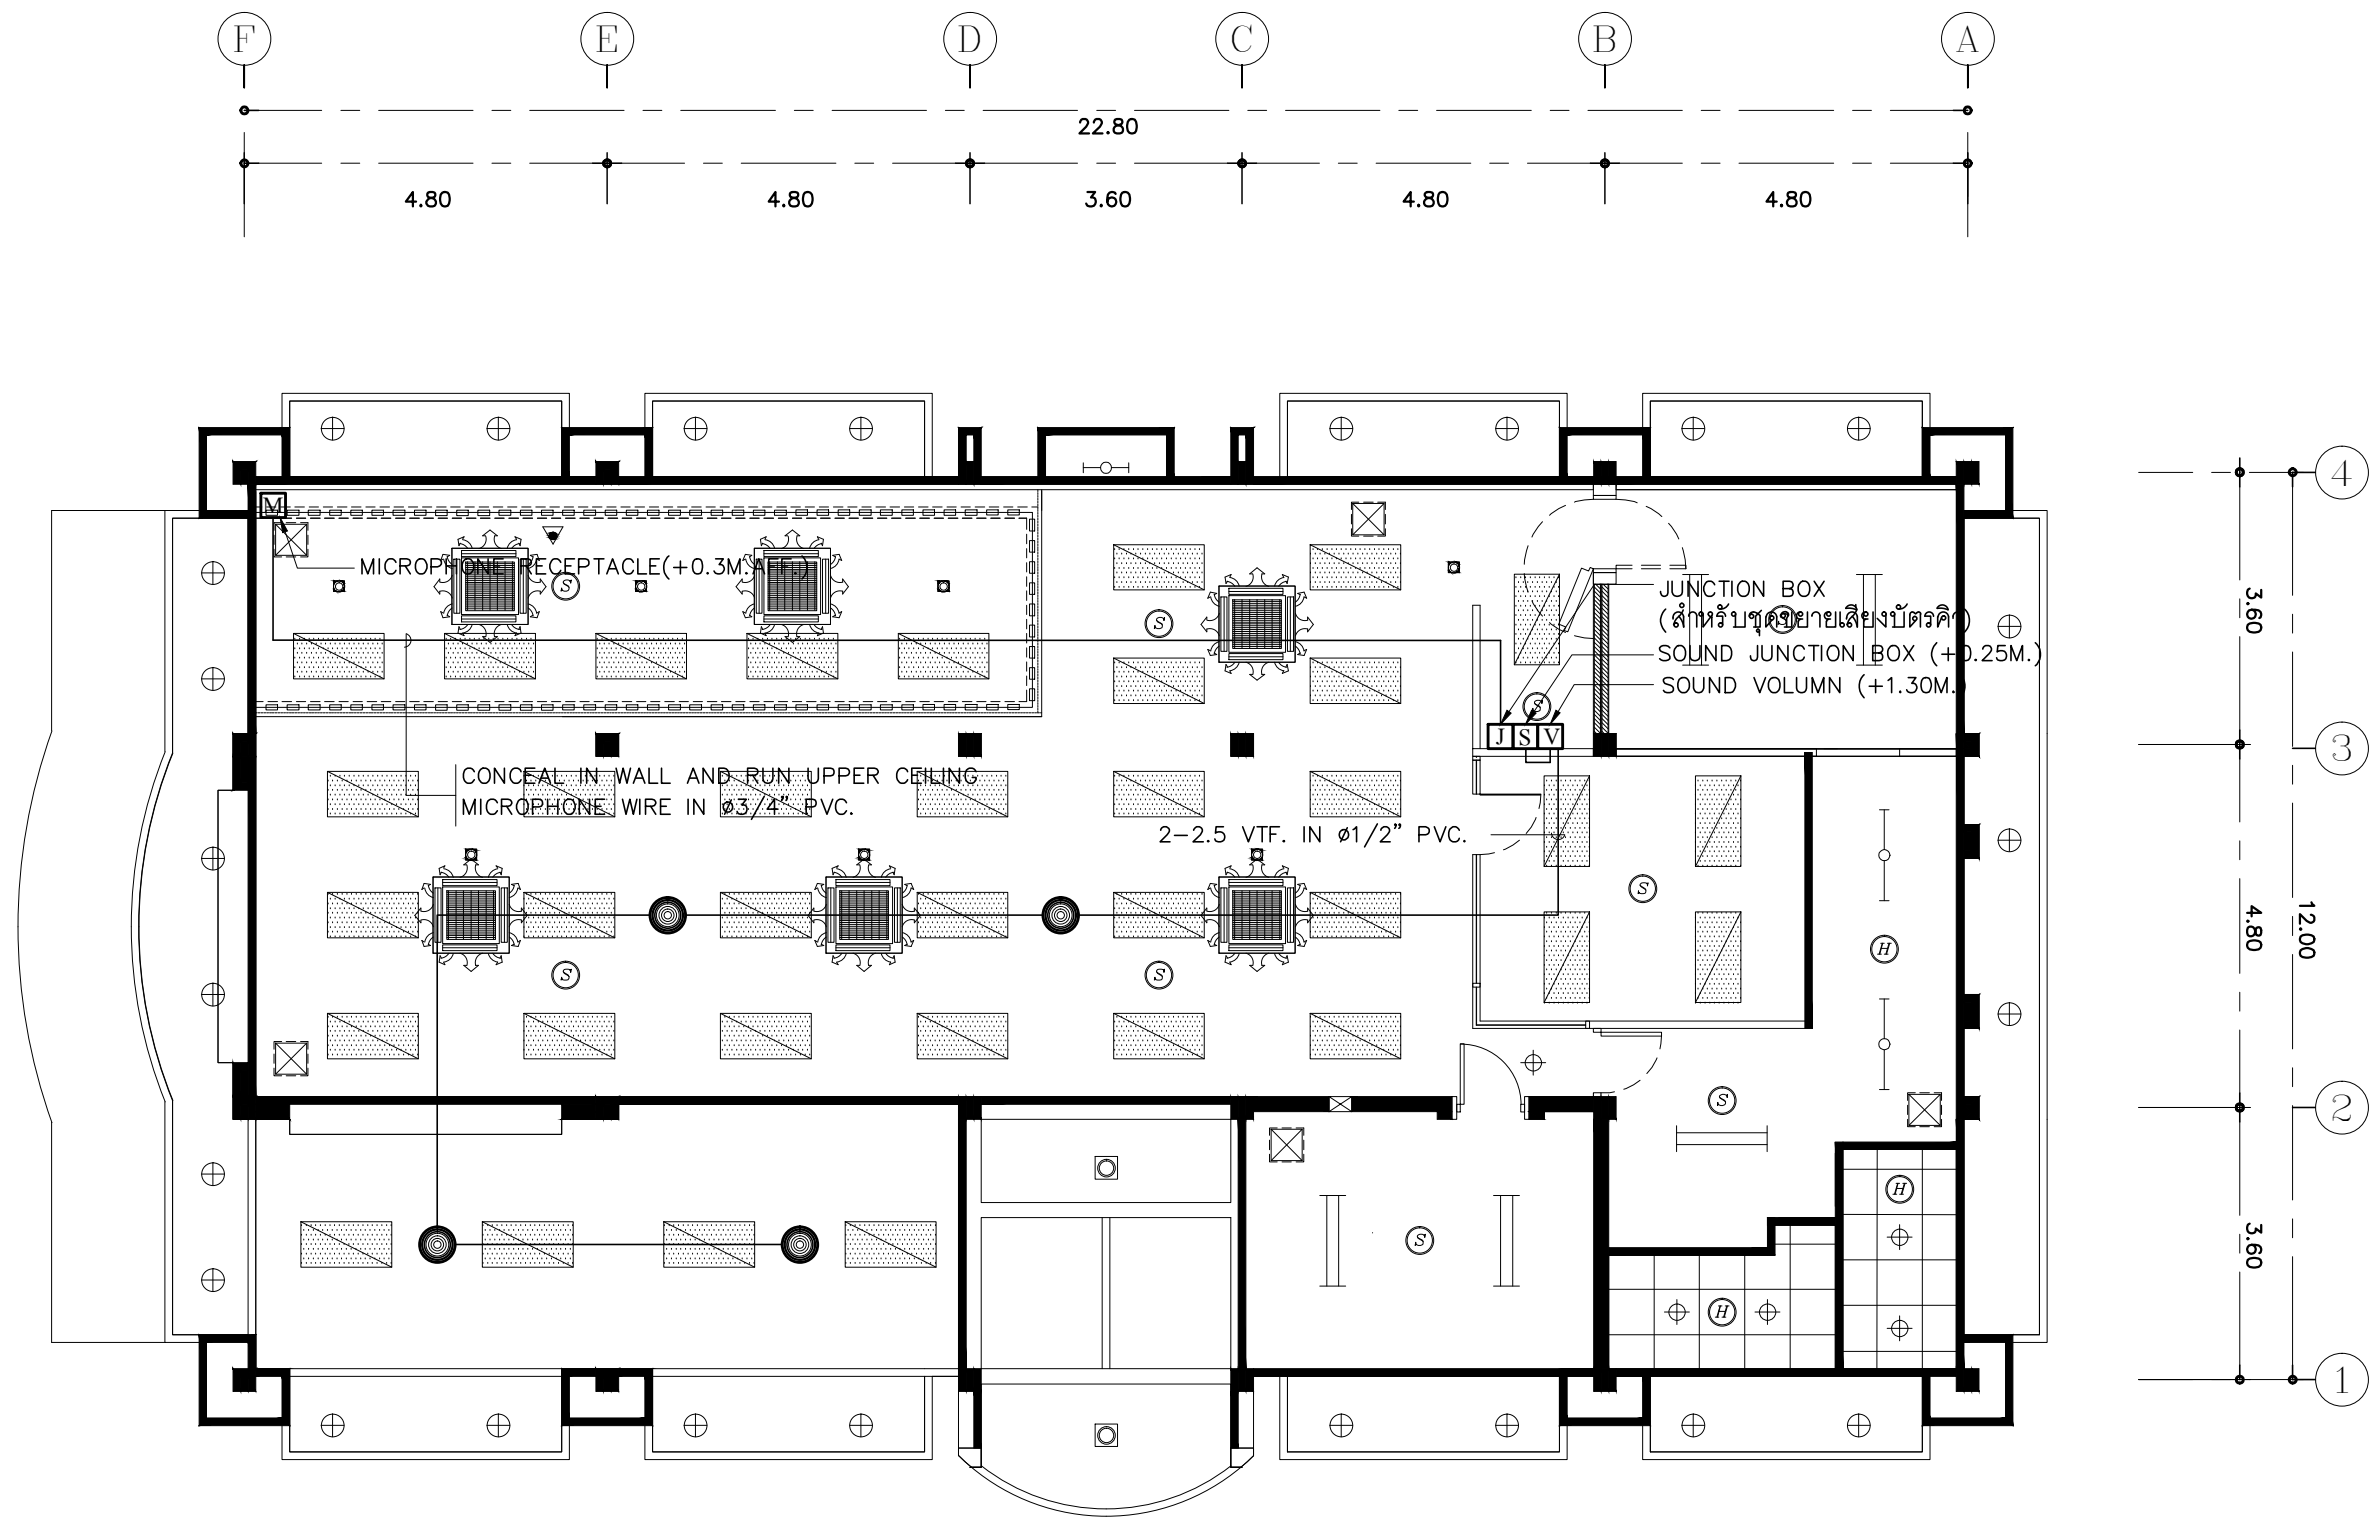 F E D C B A
22.80
4.80 4.80 3.60 4.80 4.80
4
M
MICROPHONE RECEPTACLE(+0.3M.A.F.F.)
S
JUNCTION BOX
(สำหรับชุดขยายเสียงบัตรคิว)
S
S
3.60
SOUND JUNCTION BOX (+0.25M.)
SOUND VOLUMN (+1.30M.)
S
J S V
3
CONCEAL IN WALL AND RUN UPPER CEILING
MICROPHONE WIRE IN ø3/4" PVC.
2-2.5 VTF. IN ø1/2" PVC.
S
4.80
12.00
H
S
S
S
2
H
S
3.60
H
1